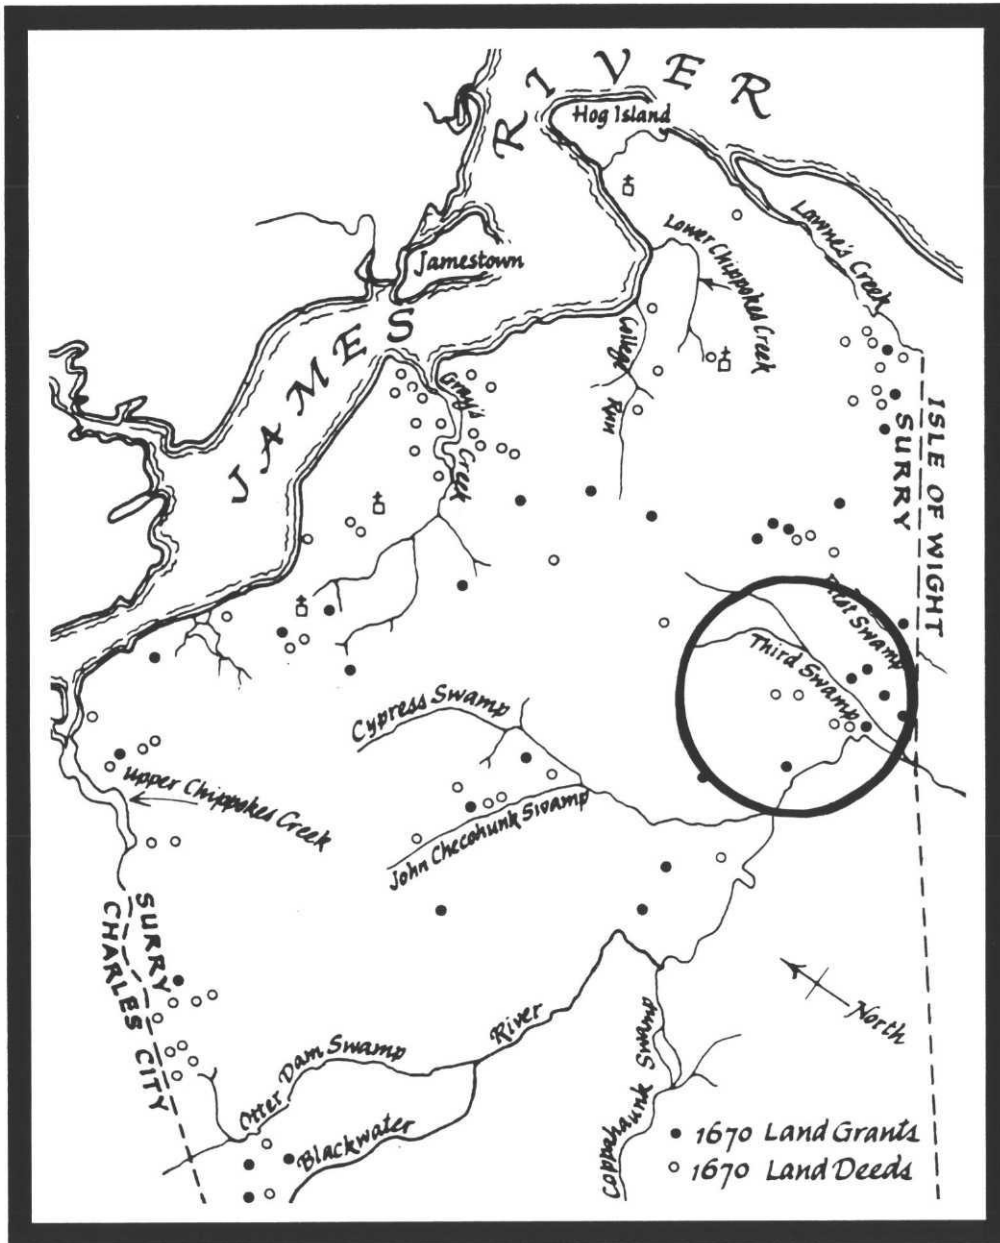 JAMES RIVER
Hog Island
Lawne's Creek
Lower Chippokes Creek
Jamestown
College Run
Gray's Creek
ISLE OF WIGHT
SURRY
Swamp
Third Swamp
Cypress Swamp
Upper Chippokes Creek
John Checohunk Swamp
SURRY
CHARLES CITY
North
River
Otter Dam Swamp
Blackwater
Coppahaunk Swamp
1670 Land Grants
1670 Land Deeds